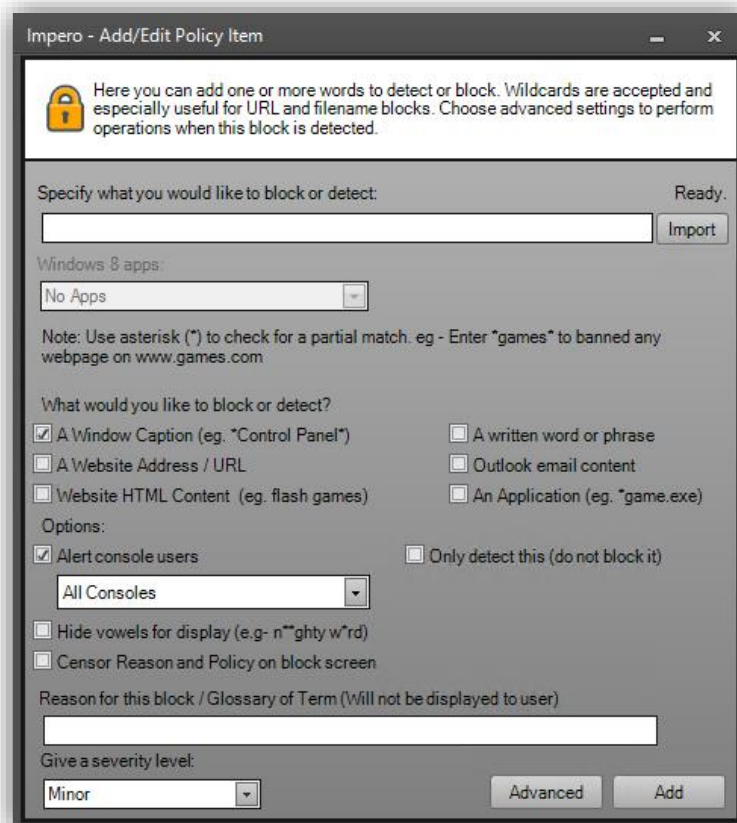 Impero - Add/Edit Policy Item
Here you can add one or more words to detect or block. Wildcards are accepted and
especially useful for URL and filename blocks. Choose advanced settings to perform
operations when this block is detected.
Specify what you would like to block or detect:
Ready.
Import
Windows 8 apps:
No Apps
Note: Use asterisk (*) to check for a partial match. eg - Enter *games* to banned any
webpage on www.games.com
What would you like to block or detect?
A Window Caption (eg. *Control Panel*)
A written word or phrase
A Website Address / URL
Outlook email content
Website HTML Content (eg. flash games)
An Application (eg. *game.exe)
Options:
Alert console users
Only detect this (do not block it)
All Consoles
Hide vowels for display (e.g- n**ghty w*rd)
Censor Reason and Policy on block screen
Reason for this block / Glossary of Term (Will not be displayed to user)
Give a severity level:
Minor
Advanced
Add